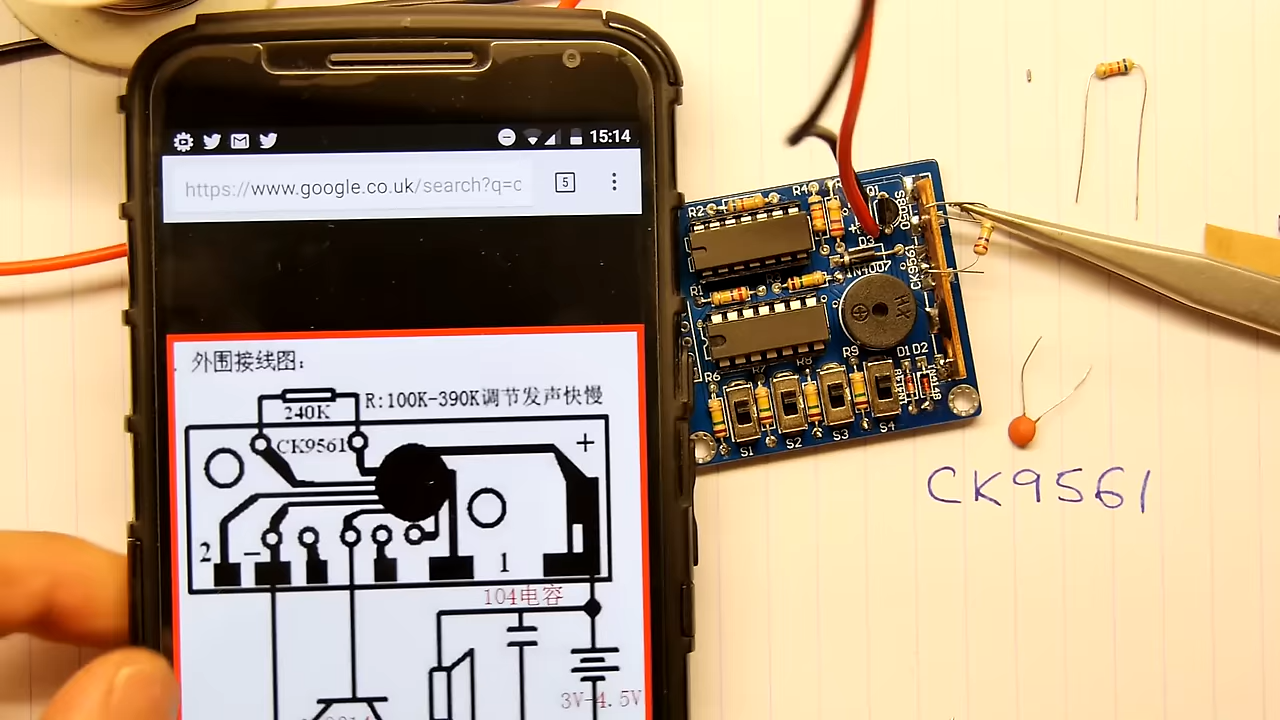 15:14
https://www.google.co.uk/search?q=c
5
外围接线图:
R:100K-390K调节发声快慢
240K
CK9561
+
2
−
1
104电容
3V-4.5V
R2
R4
Q1
D3
1N4007
CK9561
R1
HX
R6
R7
R8
R9
D1 D2
1N4148
S1
S2
S3
S4
CK9561